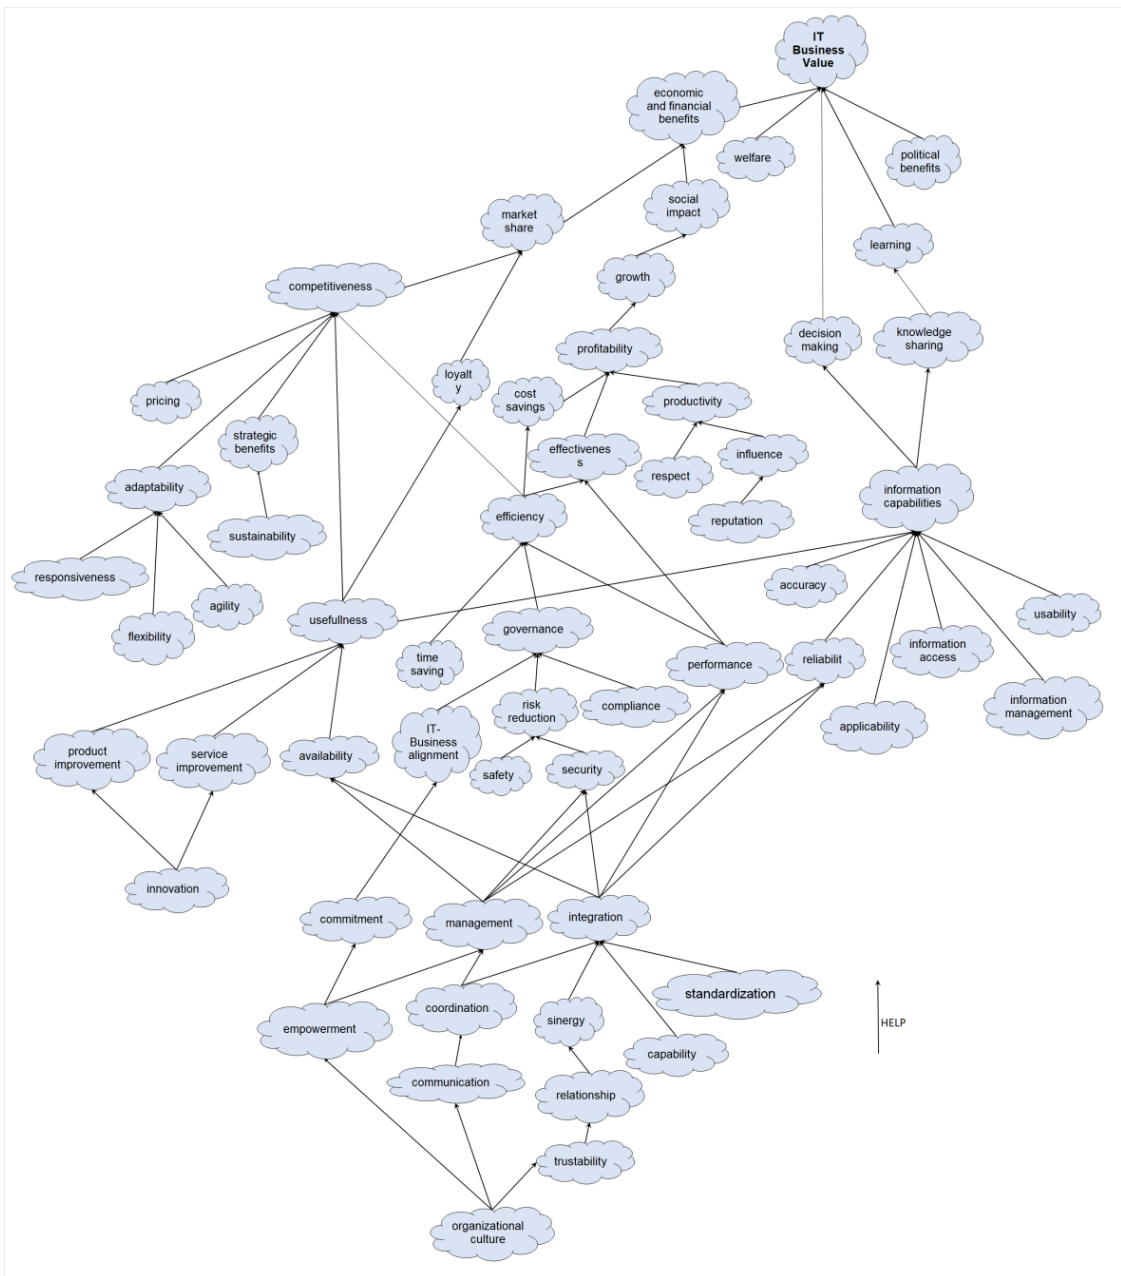 IT
Business
Value
economic
and financial
benefits
welfare
political
benefits
social
impact
market
share
learning
growth
competitiveness
decision
making
knowledge
sharing
profitability
loyalt
y
cost
savings
productivity
pricing
strategic
benefits
effectivenes
s
influence
respect
adaptability
information
capabilities
efficiency
reputation
sustainability
responsiveness
accuracy
agility
usefullness
usability
flexibility
governance
information
access
time
saving
performance
reliabilit
risk
reduction
compliance
information
management
applicability
IT-
Business
alignment
product
improvement
service
improvement
availability
safety
security
innovation
commitment
management
integration
standardization
coordination
sinergy
empowerment
HELP
capability
communication
relationship
trustability
organizational
culture